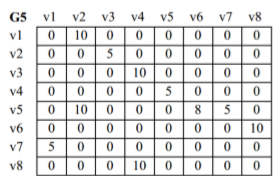 G5 v1 v2 v3 v4 v5 v6 v7 v8
v1 0 10 0 0 0 0 0 0
v2 0 0 5 0 0 0 0 0
v3 0 0 0 10 0 0 0 0
v4 0 0 0 0 5 0 0 0
v5 0 10 0 0 0 8 5 0
v6 0 0 0 0 0 0 0 10
v7 5 0 0 0 0 0 0 0
v8 0 0 0 10 0 0 0 0